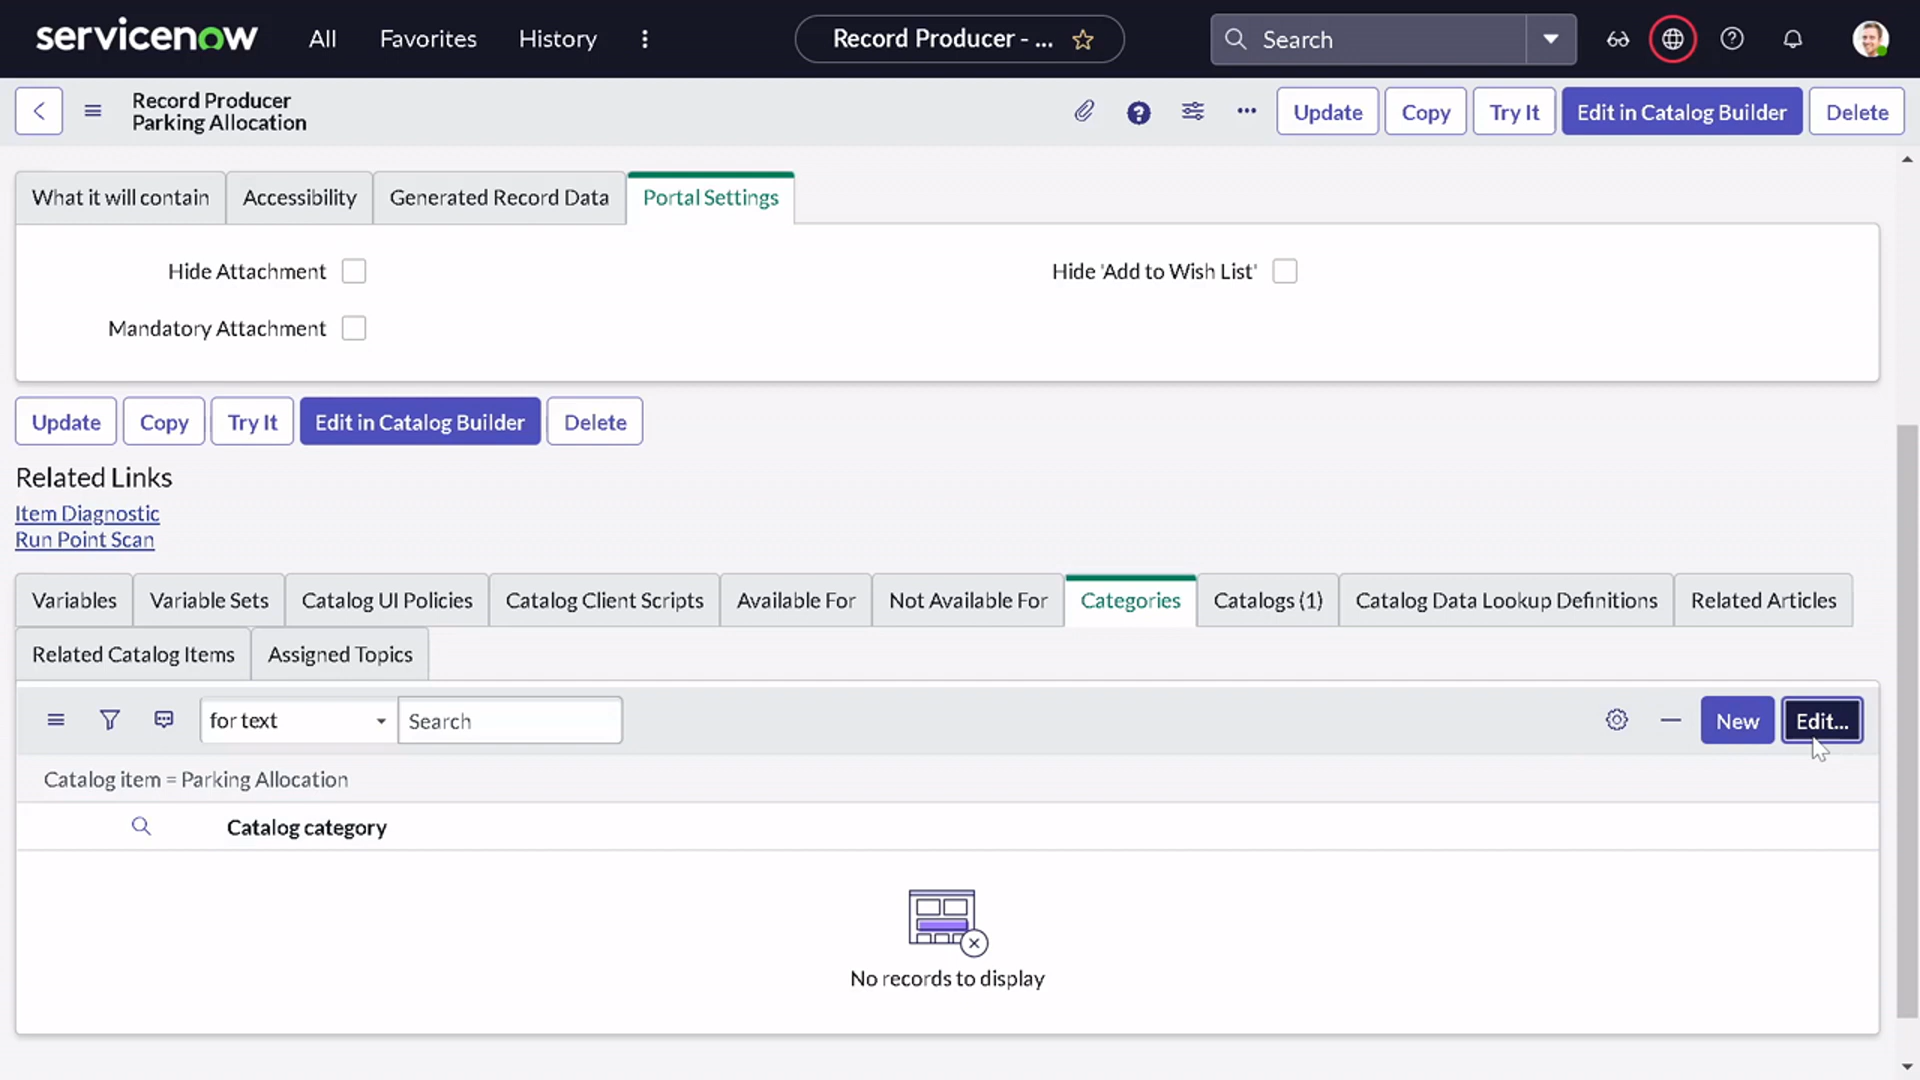 servicenow
All
Favorites
History
Record Producer - ...
Search
Record Producer
Parking Allocation
Update
Copy
Try It
Edit in Catalog Builder
Delete
What it will contain
Accessibility
Generated Record Data
Portal Settings
Hide Attachment
Hide 'Add to Wish List'
Mandatory Attachment
Update
Copy
Try It
Edit in Catalog Builder
Delete
Related Links
Item Diagnostic
Run Point Scan
Variables
Variable Sets
Catalog UI Policies
Catalog Client Scripts
Available For
Not Available For
Categories
Catalogs (1)
Catalog Data Lookup Definitions
Related Articles
Related Catalog Items
Assigned Topics
for text
Search
New
Edit...
Catalog item = Parking Allocation
Catalog category
No records to display